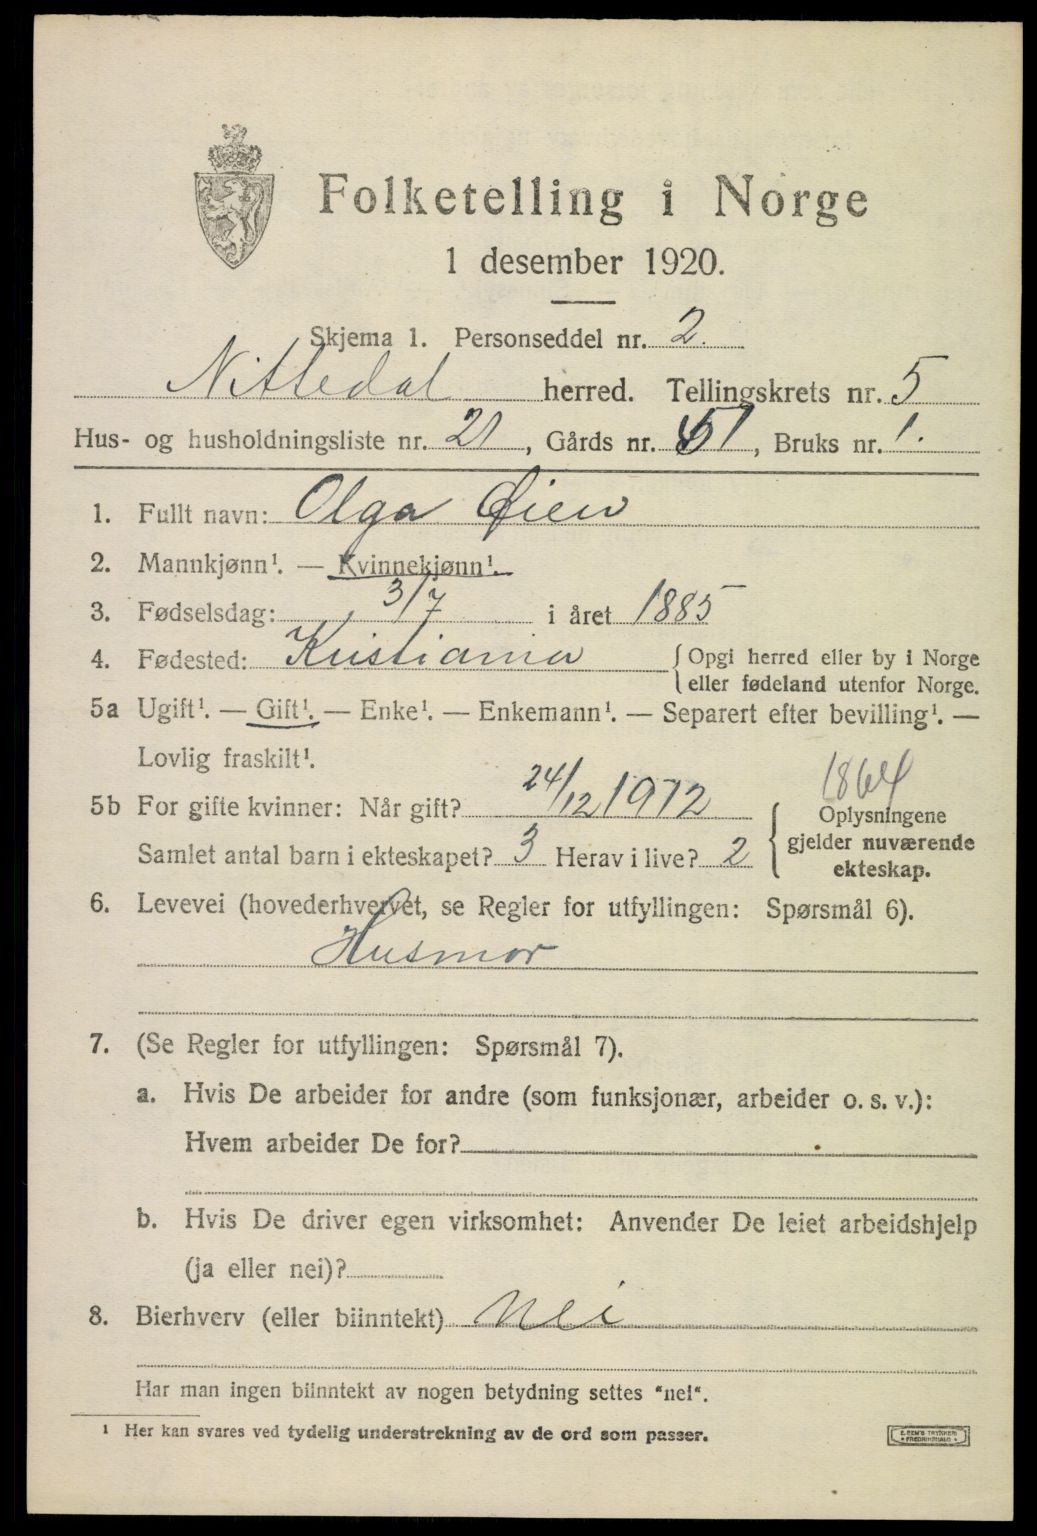 Folketelling i Norge
1 desember 1920.
Skjema 1. Personseddel nr. 2.
Nittedal herred. Tellingskrets nr. 5
Hus- og husholdningsliste nr. 21, Gårds nr. 51, Bruks nr. 1.
1. Fullt navn: Olga Øien
2. Mannkjønn¹. — Kvinnekjønn¹.
3. Fødselsdag: 3/7 i året 1885
4. Fødested: Kristiania { Opgi herred eller by i Norge
eller fødeland utenfor Norge.
5a Ugift¹. — Gift¹. — Enke¹. — Enkemann¹. — Separert efter bevilling¹. —
Lovlig fraskilt¹.
1864
5b For gifte kvinner: Når gift? 24/12 1912
Samlet antal barn i ekteskapet? 3 Herav i live? 2
{ Oplysningene
gjelder nuværende
ekteskap.
6. Levevei (hovederhvervet, se Regler for utfyllingen: Spørsmål 6).
Husmor
7. (Se Regler for utfyllingen: Spørsmål 7).
a. Hvis De arbeider for andre (som funksjonær, arbeider o. s. v.):
Hvem arbeider De for?
b. Hvis De driver egen virksomhet: Anvender De leiet arbeidshjelp
(ja eller nei)?
8. Bierhverv (eller biinntekt) Nei
Har man ingen biinntekt av nogen betydning settes "nei".
¹ Her kan svares ved tydelig understrekning av de ord som passer.
E. SEM'S TRYKKERI
FREDRIKSHALD